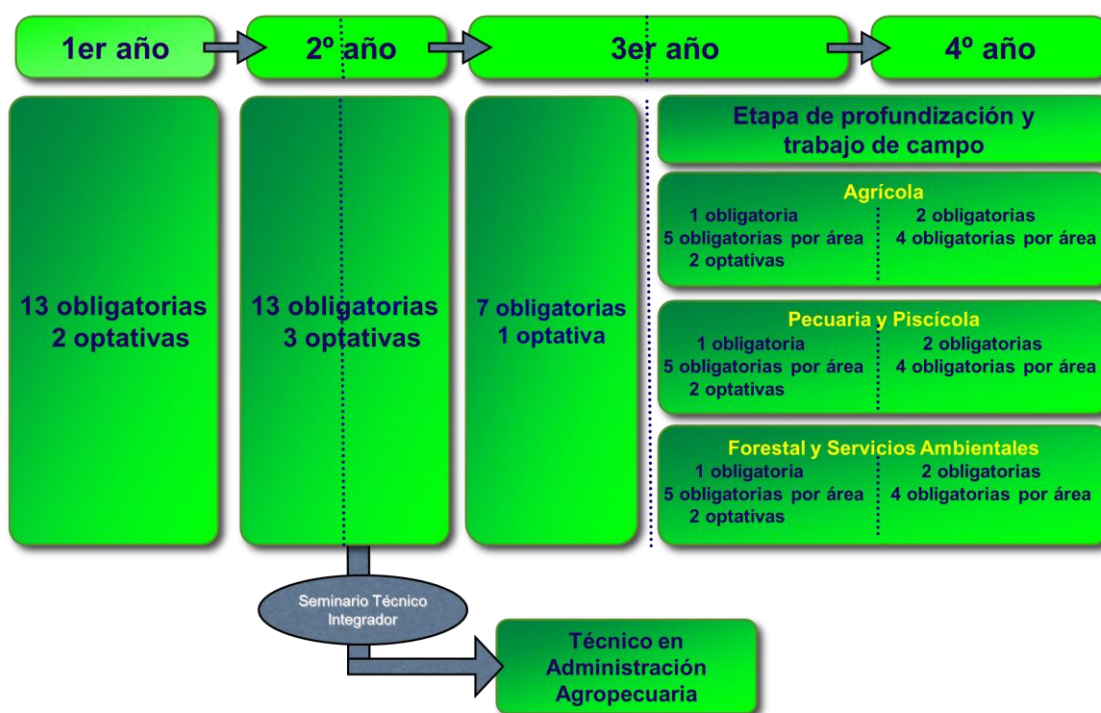 1er año
2º año
3er año
4º año
13 obligatorias
2 optativas
13 obligatorias
3 optativas
7 obligatorias
1 optativa
Etapa de profundización y
trabajo de campo
Agrícola
1 obligatoria
5 obligatorias por área
2 optativas
2 obligatorias
4 obligatorias por área
Pecuaria y Piscícola
1 obligatoria
5 obligatorias por área
2 optativas
2 obligatorias
4 obligatorias por área
Forestal y Servicios Ambientales
1 obligatoria
5 obligatorias por área
2 optativas
2 obligatorias
4 obligatorias por área
Seminario Técnico
Integrador
Técnico en
Administración
Agropecuaria